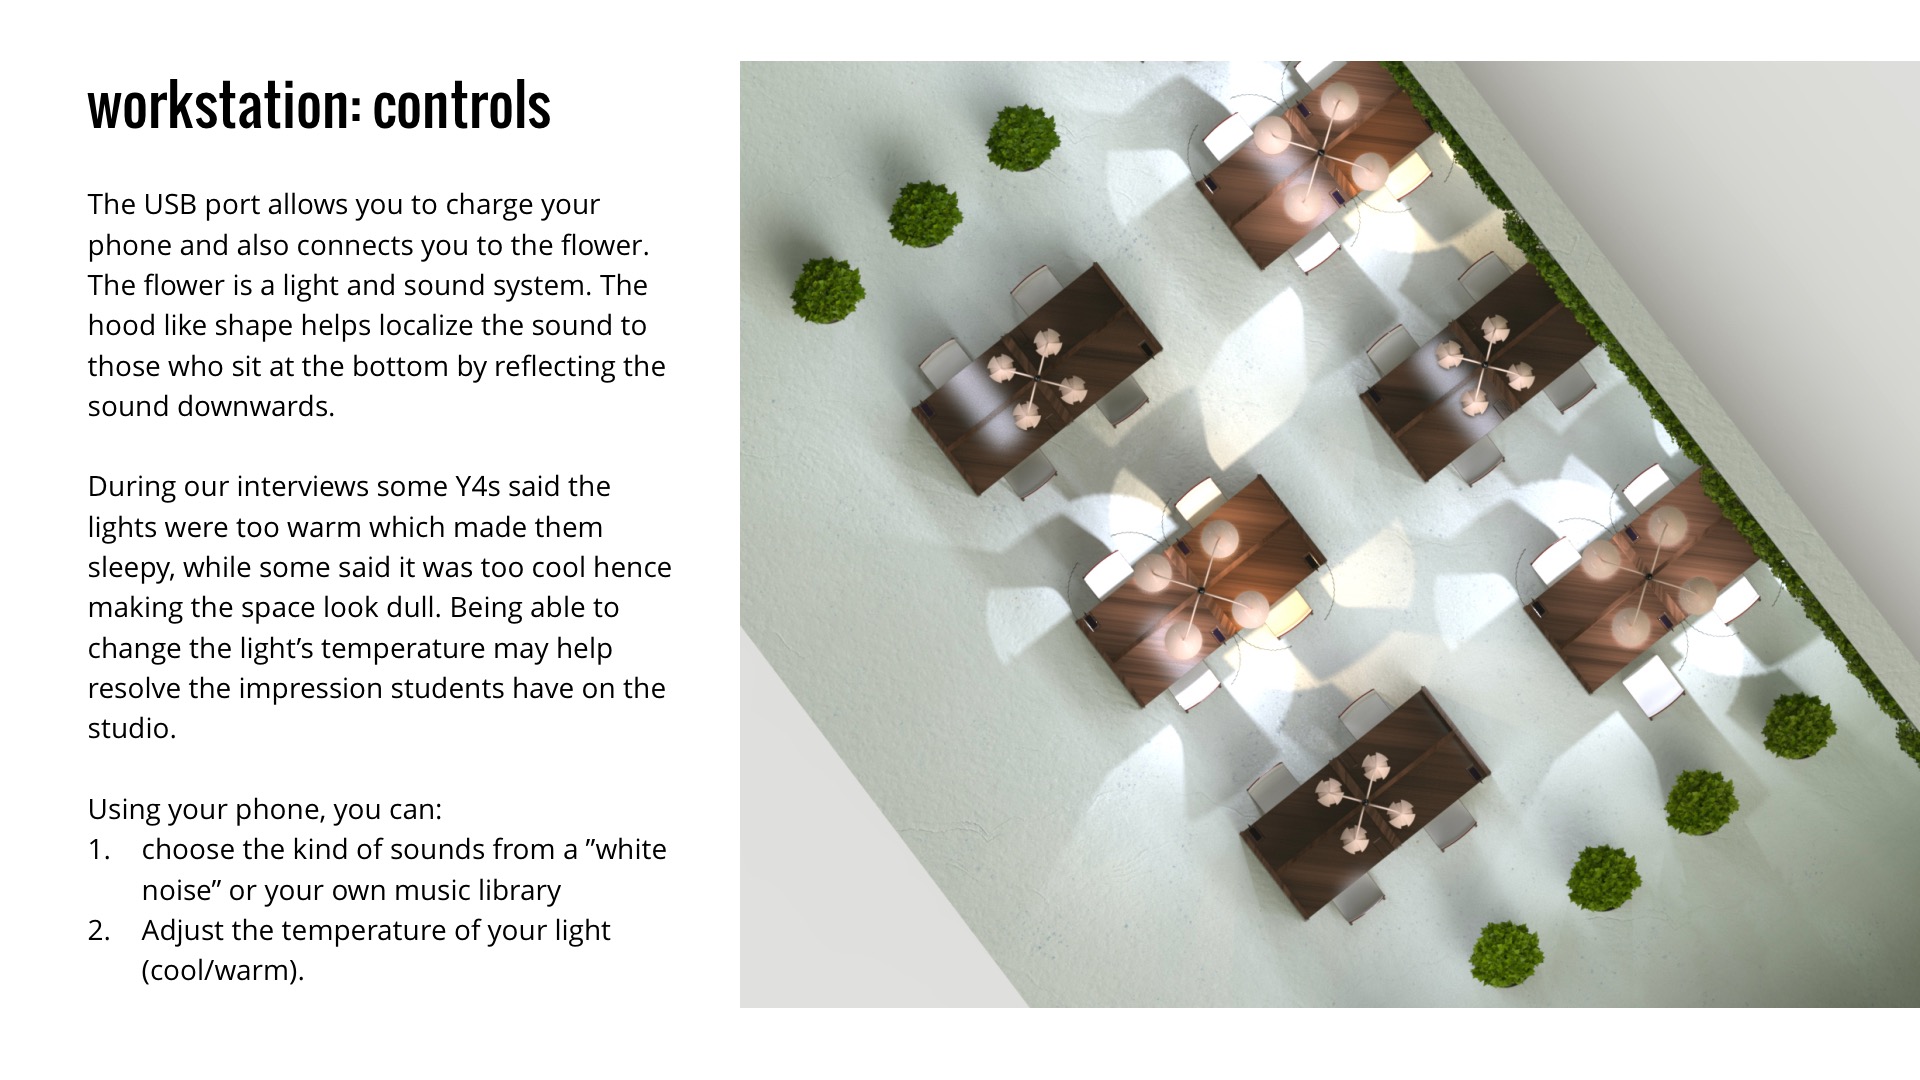 workstation: controls
The USB port allows you to charge your
phone and also connects you to the flower.
The flower is a light and sound system. The
hood like shape helps localize the sound to
those who sit at the bottom by reflecting the
sound downwards.
During our interviews some Y4s said the
lights were too warm which made them
sleepy, while some said it was too cool hence
making the space look dull. Being able to
change the light’s temperature may help
resolve the impression students have on the
studio.
Using your phone, you can:
1. choose the kind of sounds from a ”white
noise” or your own music library
2. Adjust the temperature of your light
(cool/warm).